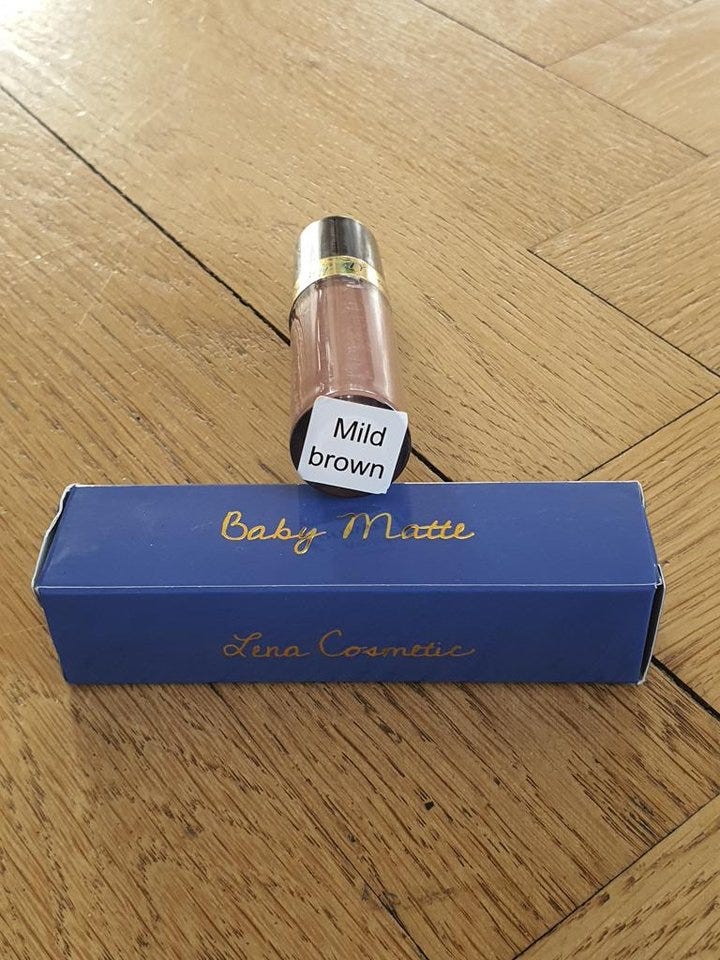 Mild
brown
Baby Matte
Lena Cosmetic